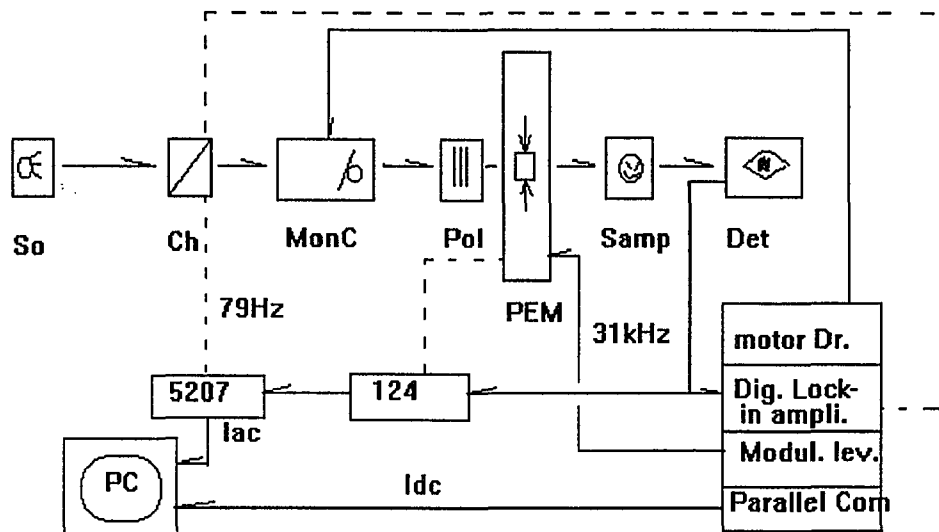 So
Ch
MonC
Pol
Samp
Det
79Hz
PEM
31kHz
motor Dr.
5207
124
Dig. Lock-
in ampli.
Iac
Modul. lev.
PC
Idc
Parallel Com